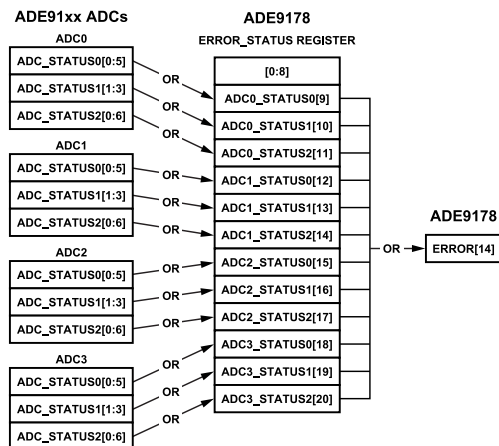 ADE91xx ADCs
ADE9178
ADC0
ERROR_STATUS REGISTER
ADC_STATUS0[0:5]
ADC_STATUS1[1:3]
ADC_STATUS2[0:6]
OR
OR
OR
[0:8]
ADC0_STATUS0[9]
ADC0_STATUS1[10]
ADC0_STATUS2[11]
ADC1
ADC_STATUS0[0:5]
ADC_STATUS1[1:3]
ADC_STATUS2[0:6]
OR
OR
OR
ADC1_STATUS0[12]
ADC1_STATUS1[13]
ADC1_STATUS2[14]
ADC2
ADC_STATUS0[0:5]
ADC_STATUS1[1:3]
ADC_STATUS2[0:6]
OR
OR
OR
ADC2_STATUS0[15]
ADC2_STATUS1[16]
ADC2_STATUS2[17]
ADC3
ADC_STATUS0[0:5]
ADC_STATUS1[1:3]
ADC_STATUS2[0:6]
OR
OR
OR
ADC3_STATUS0[18]
ADC3_STATUS1[19]
ADC3_STATUS2[20]
OR
ADE9178
ERROR[14]